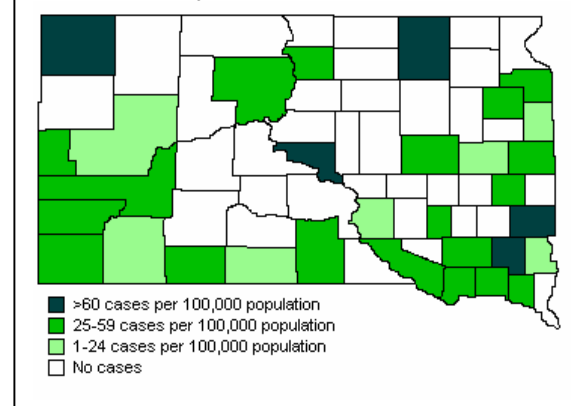 >60 cases per 100,000 population
25-59 cases per 100,000 population
1-24 cases per 100,000 population
No cases